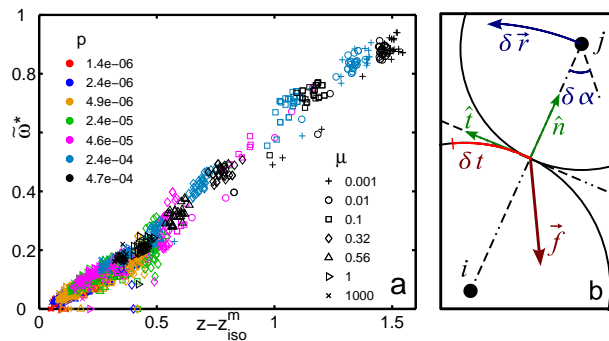 ω̃*
1
0.8
0.6
0.4
0.2
0
0
0.5
1
1.5
z−z^m_iso
p
1.4e−06
2.4e−06
4.9e−06
2.4e−05
4.6e−05
2.4e−04
4.7e−04
μ
0.001
0.01
0.1
0.32
0.56
1
1000
a
δ r⃗
j
δ α
t̂
n̂
δ t
f⃗
i
b